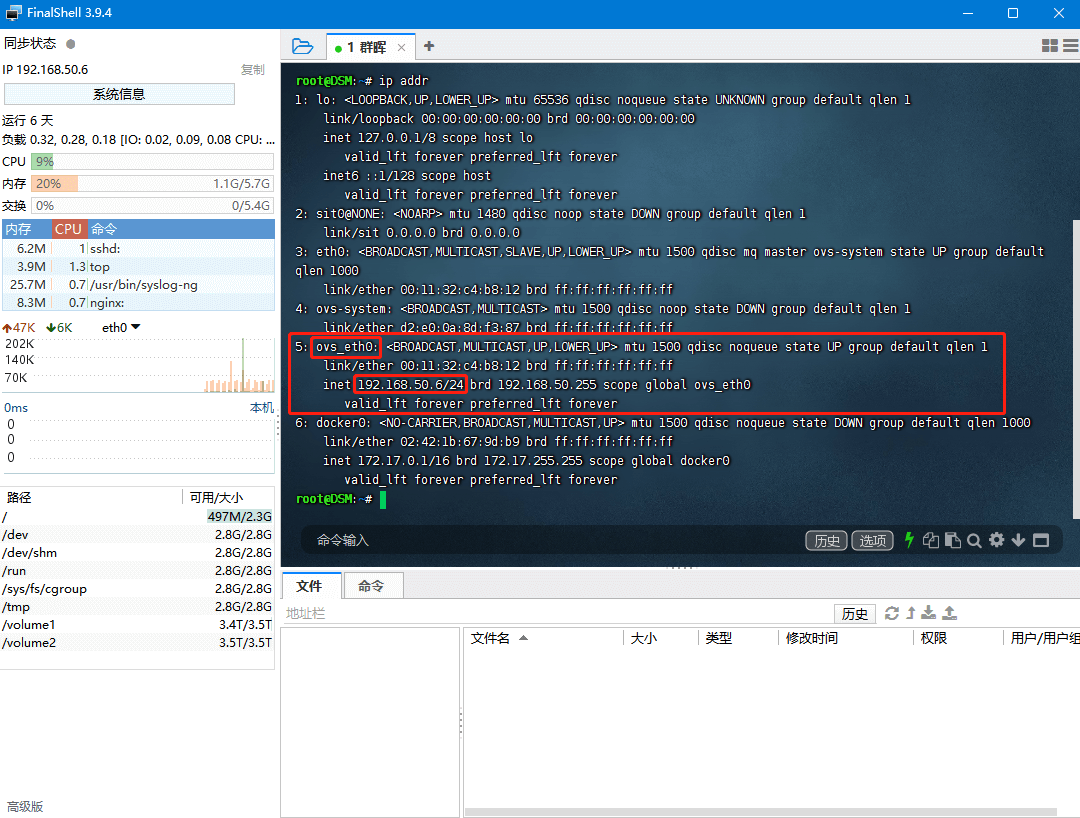 FinalShell 3.9.4
同步状态
IP 192.168.50.6
复制
系统信息
运行 6 天
负载 0.32, 0.28, 0.18 [IO: 0.02, 0.09, 0.08 CPU: ...
CPU 9%
内存 20% 1.1G/5.7G
交换 0% 0/5.4G
内存 CPU 命令
6.2M 1 sshd:
3.9M 1.3 top
25.7M 0.7 /usr/bin/syslog-ng
8.3M 0.7 nginx:
47K 6K eth0
202K
140K
70K
0ms 本机
0
0
0
路径 可用/大小
/ 497M/2.3G
/dev 2.8G/2.8G
/dev/shm 2.8G/2.8G
/run 2.8G/2.8G
/sys/fs/cgroup 2.8G/2.8G
/tmp 2.8G/2.8G
/volume1 3.4T/3.5T
/volume2 3.5T/3.5T
高级版
1 群晖
root@DSM:~# ip addr
1: lo: <LOOPBACK,UP,LOWER_UP> mtu 65536 qdisc noqueue state UNKNOWN group default qlen 1
link/loopback 00:00:00:00:00:00 brd 00:00:00:00:00:00
inet 127.0.0.1/8 scope host lo
valid_lft forever preferred_lft forever
inet6 ::1/128 scope host
valid_lft forever preferred_lft forever
2: sit0@NONE: <NOARP> mtu 1480 qdisc noop state DOWN group default qlen 1
link/sit 0.0.0.0 brd 0.0.0.0
3: eth0: <BROADCAST,MULTICAST,SLAVE,UP,LOWER_UP> mtu 1500 qdisc mq master ovs-system state UP group default
qlen 1000
link/ether 00:11:32:c4:b8:12 brd ff:ff:ff:ff:ff:ff
4: ovs-system: <BROADCAST,MULTICAST> mtu 1500 qdisc noop state DOWN group default qlen 1
link/ether d2:e0:0a:8d:f3:87 brd ff:ff:ff:ff:ff:ff
5: ovs_eth0: <BROADCAST,MULTICAST,UP,LOWER_UP> mtu 1500 qdisc noqueue state UP group default qlen 1
link/ether 00:11:32:c4:b8:12 brd ff:ff:ff:ff:ff:ff
inet 192.168.50.6/24 brd 192.168.50.255 scope global ovs_eth0
valid_lft forever preferred_lft forever
6: docker0: <NO-CARRIER,BROADCAST,MULTICAST,UP> mtu 1500 qdisc noqueue state DOWN group default qlen 1000
link/ether 02:42:1b:67:9d:b9 brd ff:ff:ff:ff:ff:ff
inet 172.17.0.1/16 brd 172.17.255.255 scope global docker0
valid_lft forever preferred_lft forever
root@DSM:~#
命令输入 历史 选项
文件 命令
地址栏 历史
文件名 大小 类型 修改时间 权限 用户/用户组